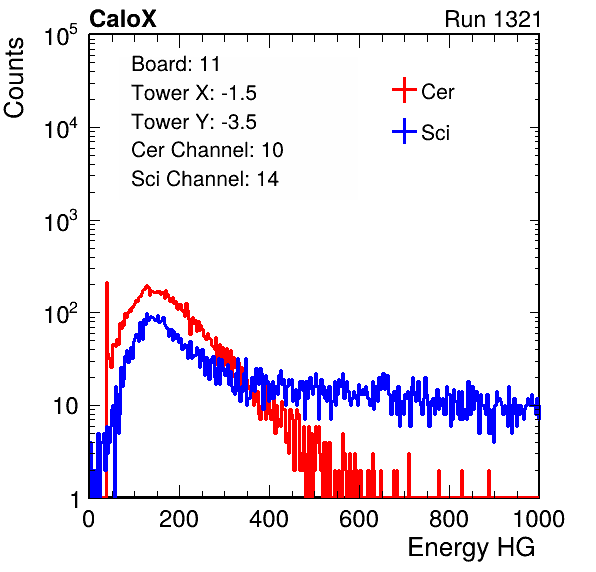 CaloX Run 1321
Counts
10^5
10^4
10^3
10^2
10
1
Board: 11
Tower X: -1.5
Tower Y: -3.5
Cer Channel: 10
Sci Channel: 14
Cer
Sci
0 200 400 600 800 1000
Energy HG